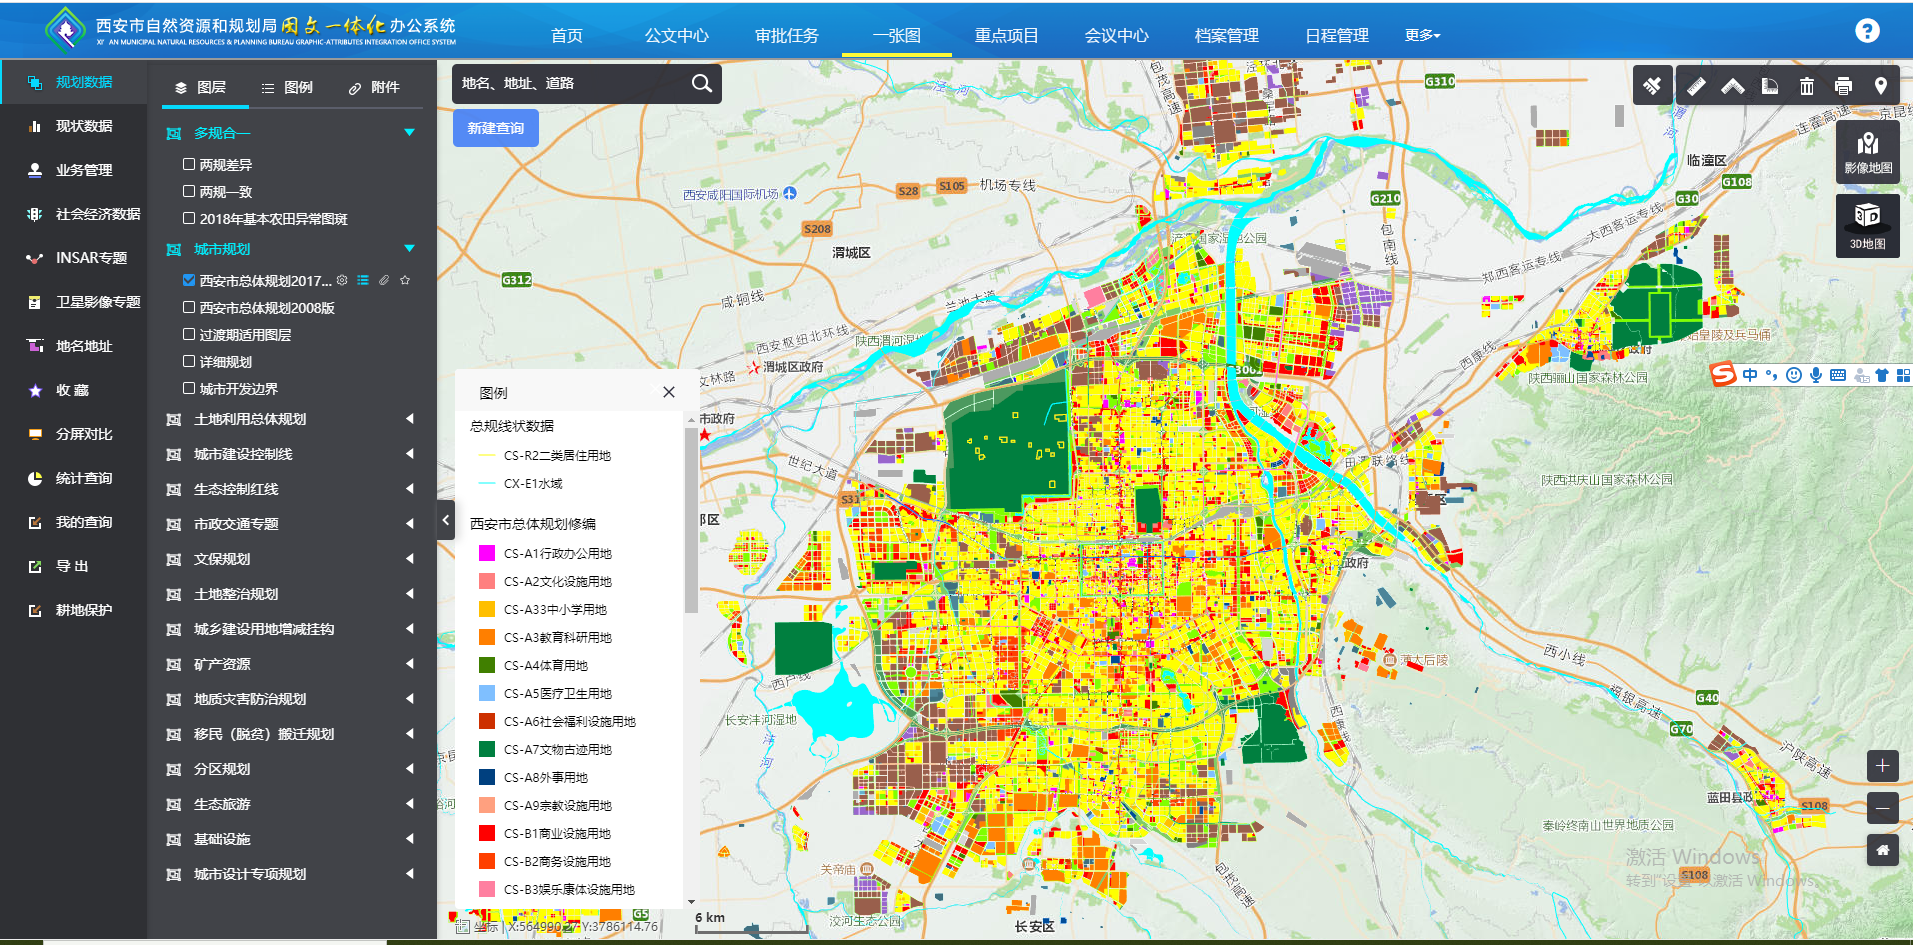 西安市自然资源和规划局图文一体化办公系统
XI' AN MUNICIPAL NATURAL RESOURCES & PLANNING BUREAU GRAPHIC-ATTRIBUTES INTEGRATION OFFICE SYSTEM
首页
公文中心
审批任务
一张图
重点项目
会议中心
档案管理
日程管理
更多
规划数据
现状数据
业务管理
社会经济数据
INSAR专题
卫星影像专题
地名地址
收 藏
分屏对比
统计查询
我的查询
导 出
耕地保护
图层
图例
附件
多规合一
两规差异
两规一致
2018年基本农田异常图斑
城市规划
西安市总体规划2017...
西安市总体规划2008版
过渡期适用图层
详细规划
城市开发边界
土地利用总体规划
城市建设控制线
生态控制红线
市政交通专题
文保规划
土地整治规划
城乡建设用地增减挂钩
矿产资源
地质灾害防治规划
移民（脱贫）搬迁规划
分区规划
生态旅游
基础设施
城市设计专项规划
地名、地址、道路
新建查询
图例
总规线状数据
CS-R2二类居住用地
CX-E1水域
西安市总体规划修编
CS-A1行政办公用地
CS-A2文化设施用地
CS-A33中小学用地
CS-A3教育科研用地
CS-A4体育用地
CS-A5医疗卫生用地
CS-A6社会福利设施用地
CS-A7文物古迹用地
CS-A8外事用地
CS-A9宗教设施用地
CS-B1商业设施用地
CS-B2商务设施用地
CS-B3娱乐康体设施用地
坐标 | X:564990.27 Y:3786114.76
6 km
影像地图
3D地图
中
G310
连霍高速
京昆
临潼区
G108
G30
G210
包南线
大西客运专线
郑西客运专线
包茂高速
泾河
渭河
西安咸阳国际机场
S28
S105
机场专线
S208
渭城区
G312
咸铜线
兰池大道
西安枢纽北环线
陕西渭河湿地
渭城区政府
文林路
市政府
世纪大道
S31
西康线
始皇陵及兵马俑
陕西骊山国家森林公园
田渭联络线
陕西洪庆山国家森林公园
政府
薄太后陵
西小线
福银高速
G40
G70
沪陕高速
S108
蓝田县政
秦岭终南山世界地质公园
S108
西户线
长安沣河湿地
沣河
西康线
关帝庙
洨河生态公园
长安区
包茂高速
G5
激活 Windows
转到"设置"以激活 Windows。